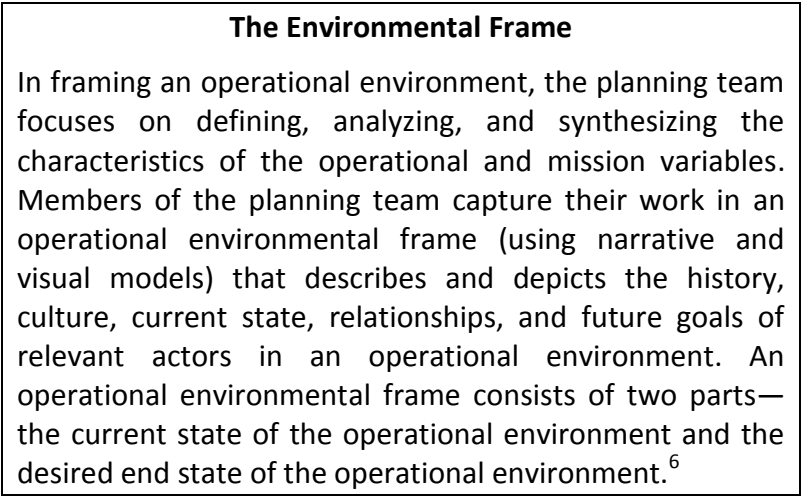 The Environmental Frame
In framing an operational environment, the planning team
focuses on defining, analyzing, and synthesizing the
characteristics of the operational and mission variables.
Members of the planning team capture their work in an
operational environmental frame (using narrative and
visual models) that describes and depicts the history,
culture, current state, relationships, and future goals of
relevant actors in an operational environment. An
operational environmental frame consists of two parts—
the current state of the operational environment and the
desired end state of the operational environment.6